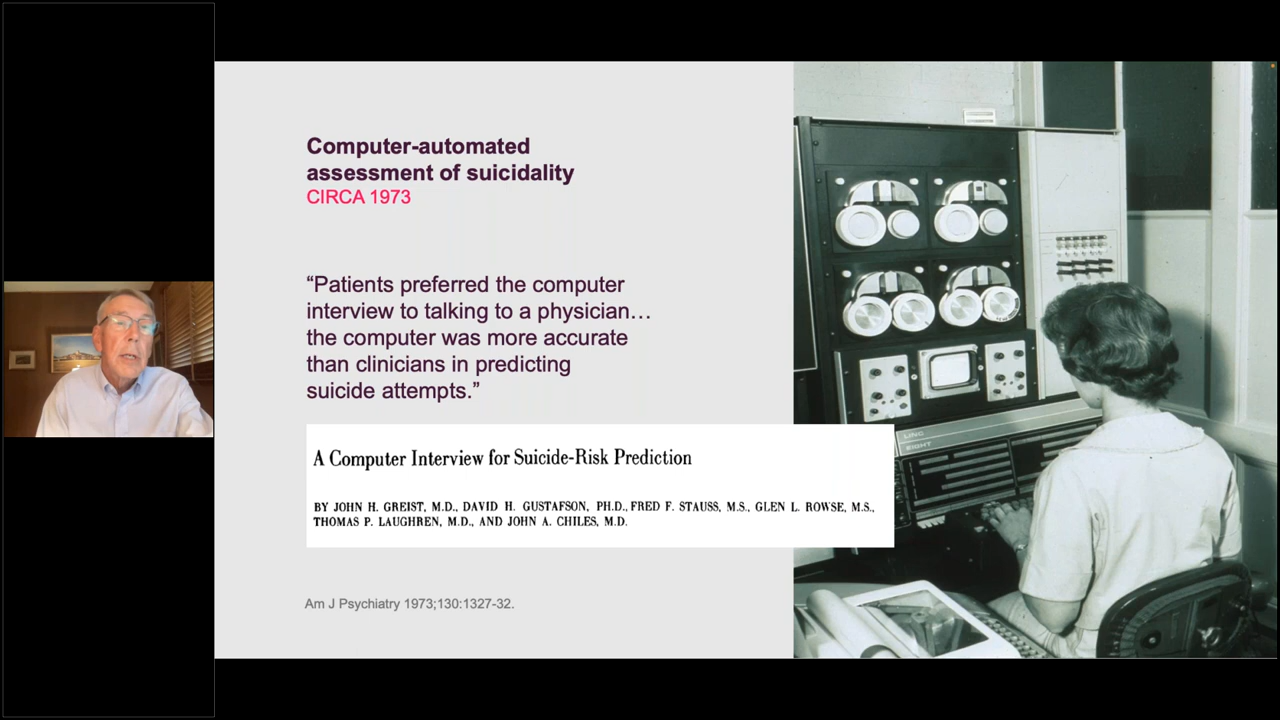 Computer-automated
assessment of suicidality
CIRCA 1973
“Patients preferred the computer
interview to talking to a physician…
the computer was more accurate
than clinicians in predicting
suicide attempts.”
A Computer Interview for Suicide-Risk Prediction
BY JOHN H. GREIST, M.D., DAVID H. GUSTAFSON, PH.D., FRED F. STAUSS, M.S., GLEN L. ROWSE, M.S.,
THOMAS P. LAUGHREN, M.D., AND JOHN A. CHILES, M.D.
Am J Psychiatry 1973;130:1327-32.
LINC
EIGHT